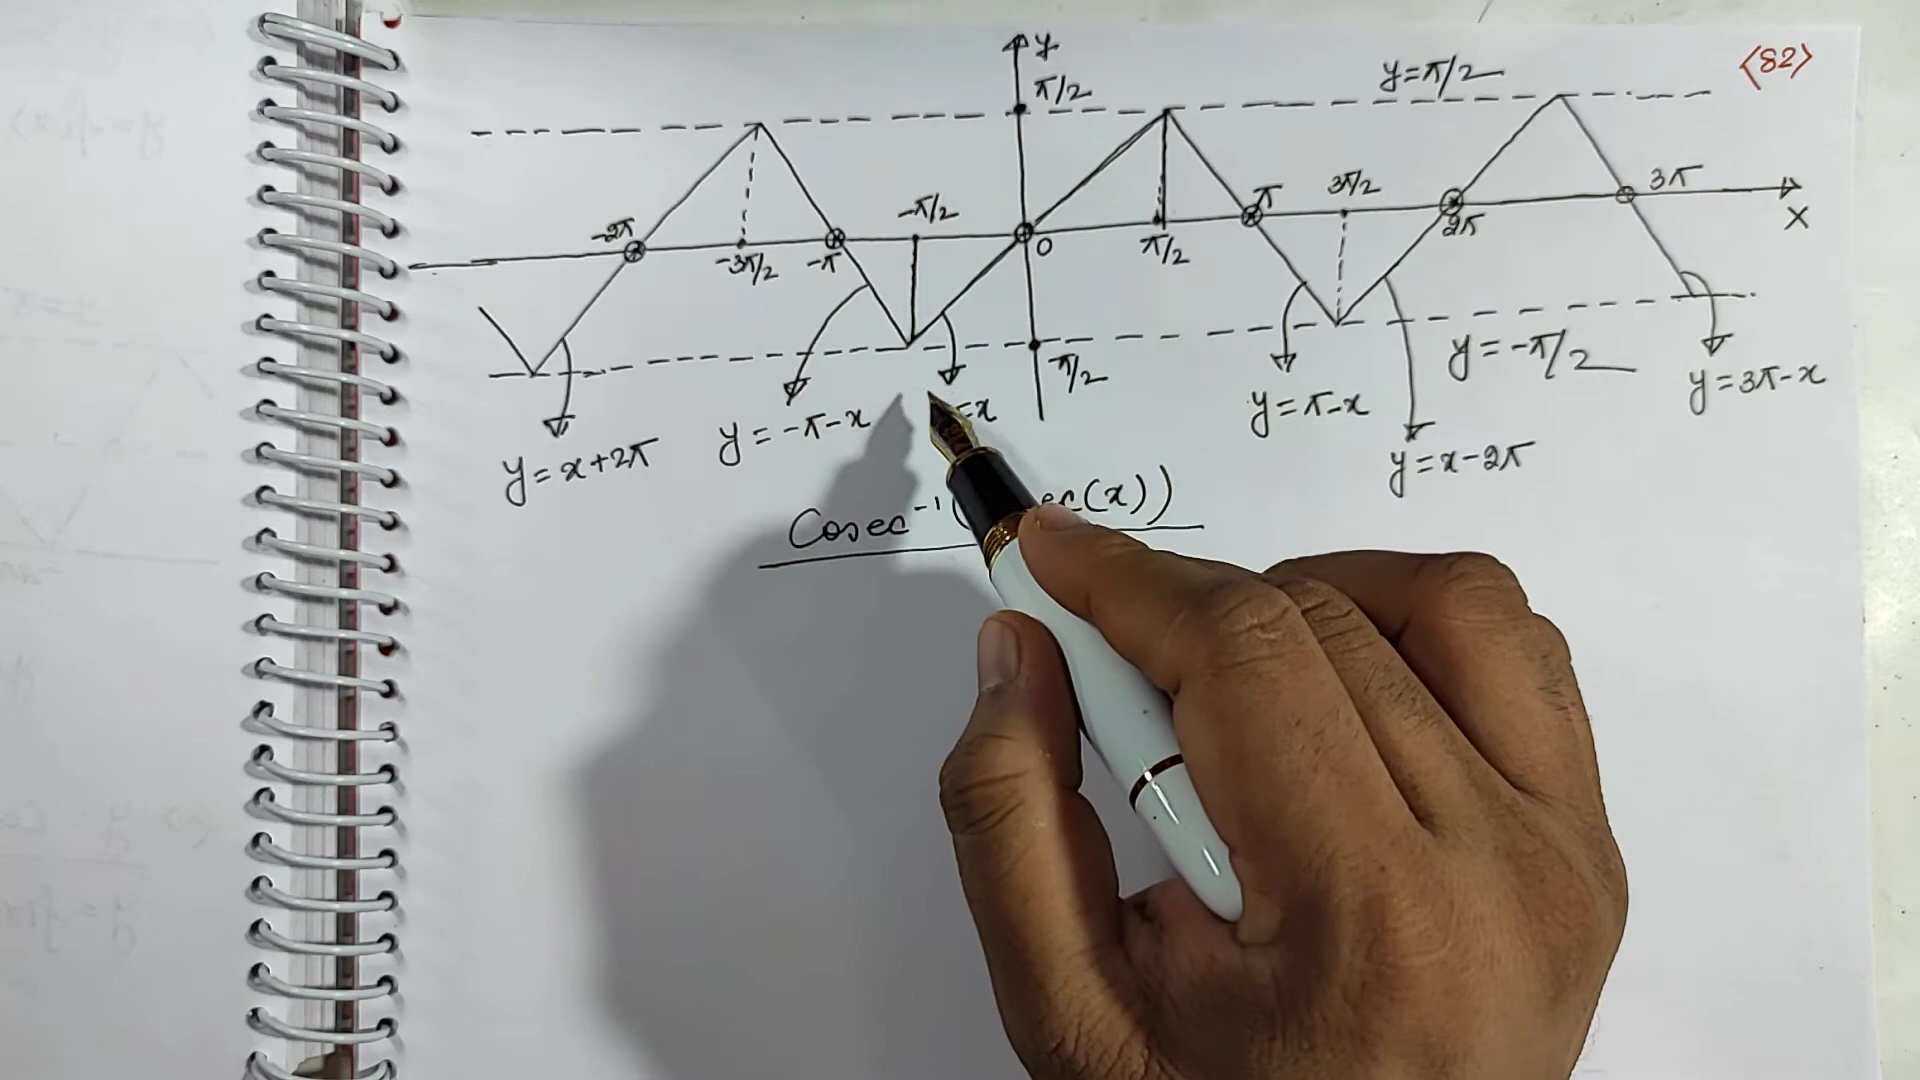 y
<82>
π/2
y=π/2
-2π
-3π/2
-π
-π/2
0
π/2
π
3π/2
2π
3π
X
-π/2
y=-π/2
y=x+2π
y=-π-x
=x
y=π-x
y=x-2π
y=3π-x
Cosec⁻¹( ec(x))